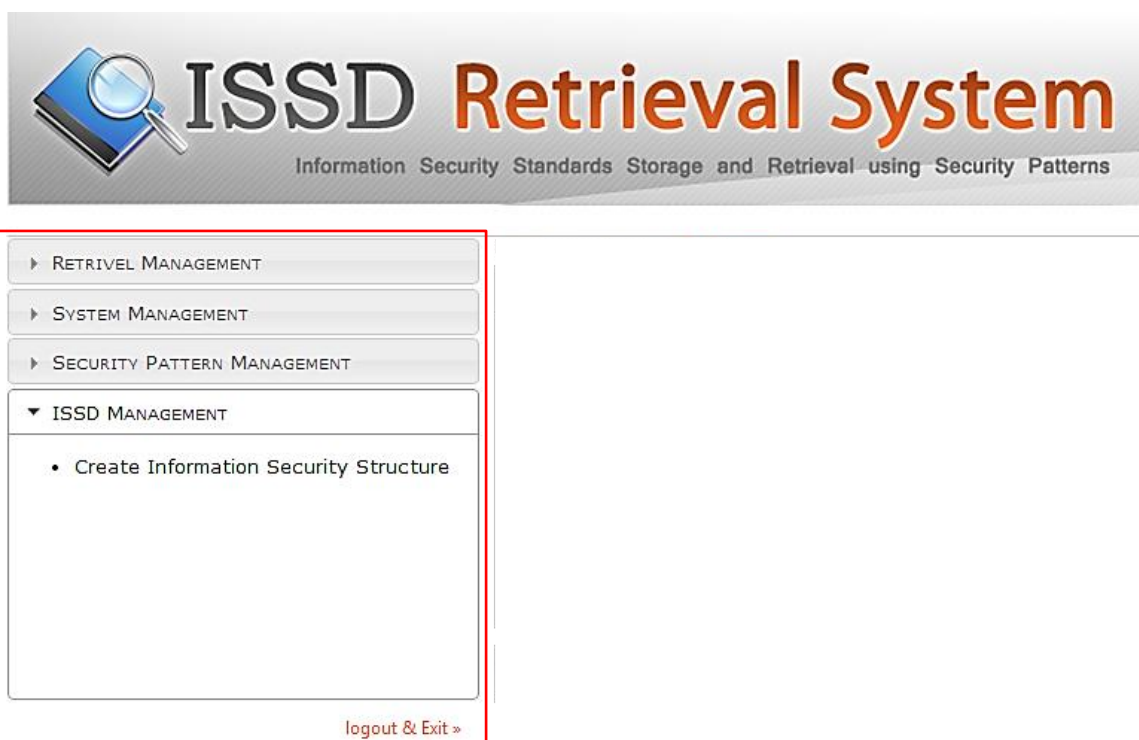 ISSD Retrieval System
Information Security Standards Storage and Retrieval using Security Patterns
RETRIVEL MANAGEMENT
SYSTEM MANAGEMENT
SECURITY PATTERN MANAGEMENT
ISSD MANAGEMENT
• Create Information Security Structure
logout & Exit »